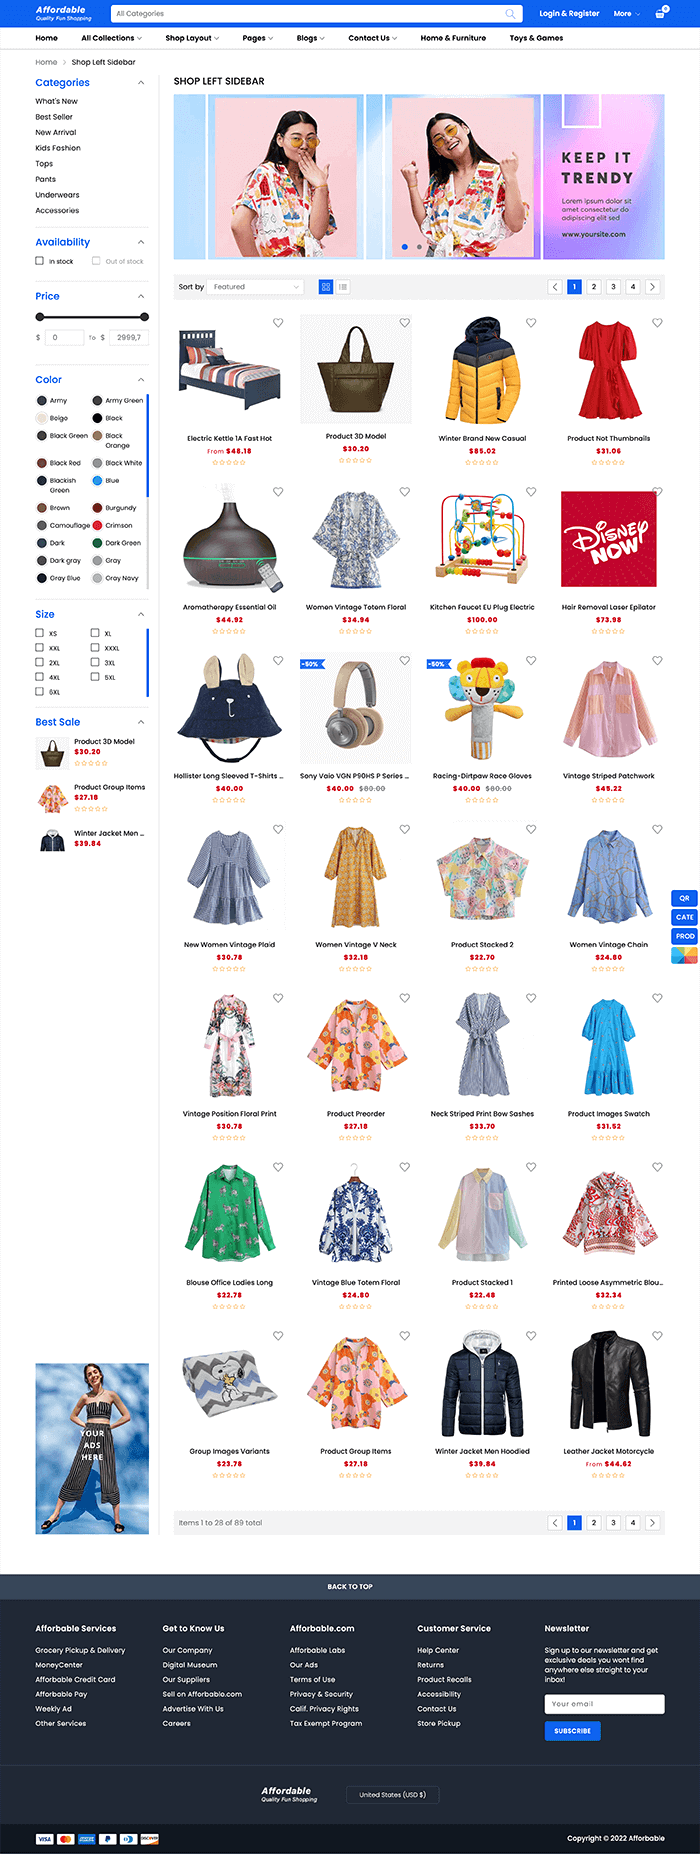 Affordable
Quality Fun Shopping
All Categories
Login & Register
More
0
Home
All Collections
Shop Layout
Pages
Blogs
Contact Us
Home & Furniture
Toys & Games
Home > Shop Left Sidebar
Categories
What's New
Best Seller
New Arrival
Kids Fashion
Tops
Pants
Underwears
Accessories
Availability
In stock
Out of stock
Price
$ 0 To $ 2999,7
Color
Army
Army Green
Beige
Black
Black Green
Black Orange
Black Red
Black White
Blackish Green
Blue
Brown
Burgundy
Camouflage
Crimson
Dark
Dark Green
Dark gray
Gray
Gray Blue
Gray Navy
Size
XS
XL
XXL
XXXL
2XL
3XL
4XL
5XL
6XL
Best Sale
Product 3D Model
$30.20
Product Group Items
$27.18
Winter Jacket Men ...
$39.84
YOUR
ADS
HERE
SHOP LEFT SIDEBAR
KEEP IT
TRENDY
Lorem ipsum dolor sit
amet consectetur do
adipiscing elit sed
www.yoursite.com
Sort by
Featured
1 2 3 4
Electric Kettle 1A Fast Hot
From $48.18
Product 3D Model
$30.20
Winter Brand New Casual
$85.02
Product Not Thumbnails
$31.06
Disney
NOW
Aromatherapy Essential Oil
$44.92
Women Vintage Totem Floral
$34.94
Kitchen Faucet EU Plug Electric
$100.00
Hair Removal Laser Epilator
$73.98
-50%
-50%
Hollister Long Sleeved T-Shirts ...
$40.00
Sony Vaio VGN P90HS P Series ...
$40.00 $80.00
Racing-Dirtpaw Race Gloves
$40.00 $80.00
Vintage Striped Patchwork
$45.22
New Women Vintage Plaid
$30.78
Women Vintage V Neck
$32.18
Product Stacked 2
$22.70
Women Vintage Chain
$24.80
QR
CATE
PROD
Vintage Position Floral Print
$30.78
Product Preorder
$27.18
Neck Striped Print Bow Sashes
$33.70
Product Images Swatch
$31.52
Blouse Office Ladies Long
$22.78
Vintage Blue Totem Floral
$24.80
Product Stacked 1
$22.48
Printed Loose Asymmetric Blou...
$32.34
Group Images Variants
$23.78
Product Group Items
$27.18
Winter Jacket Men Hoodied
$39.84
Leather Jacket Motorcycle
From $44.62
Items 1 to 28 of 89 total
1 2 3 4
BACK TO TOP
Afforbable Services
Grocery Pickup & Delivery
MoneyCenter
Affordable Credit Card
Affordable Pay
Weekly Ad
Other Services
Get to Know Us
Our Company
Digital Museum
Our Suppliers
Sell on Afforbable.com
Advertise With Us
Careers
Afforbable.com
Afforbable Labs
Our Ads
Terms of Use
Privacy & Security
Calif. Privacy Rights
Tax Exempt Program
Customer Service
Help Center
Returns
Product Recalls
Accessibility
Contact Us
Store Pickup
Newsletter
Sign up to our newsletter and get
exclusive deals you wont find
anywhere else straight to your
inbox!
Your email
SUBSCRIBE
Affordable
Quality Fun Shopping
United States (USD $)
VISA
DISCOVER
Copyright © 2022 Afforbable